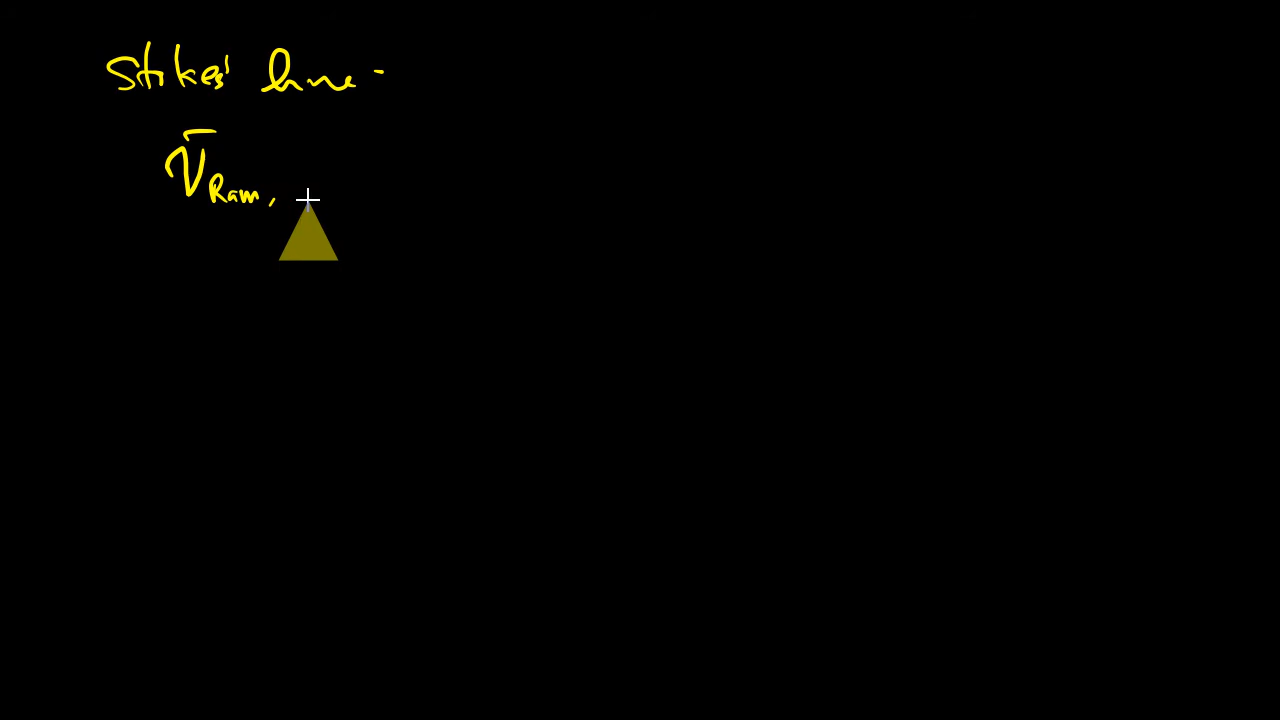 Stokes' line -
ν̄ Ram,